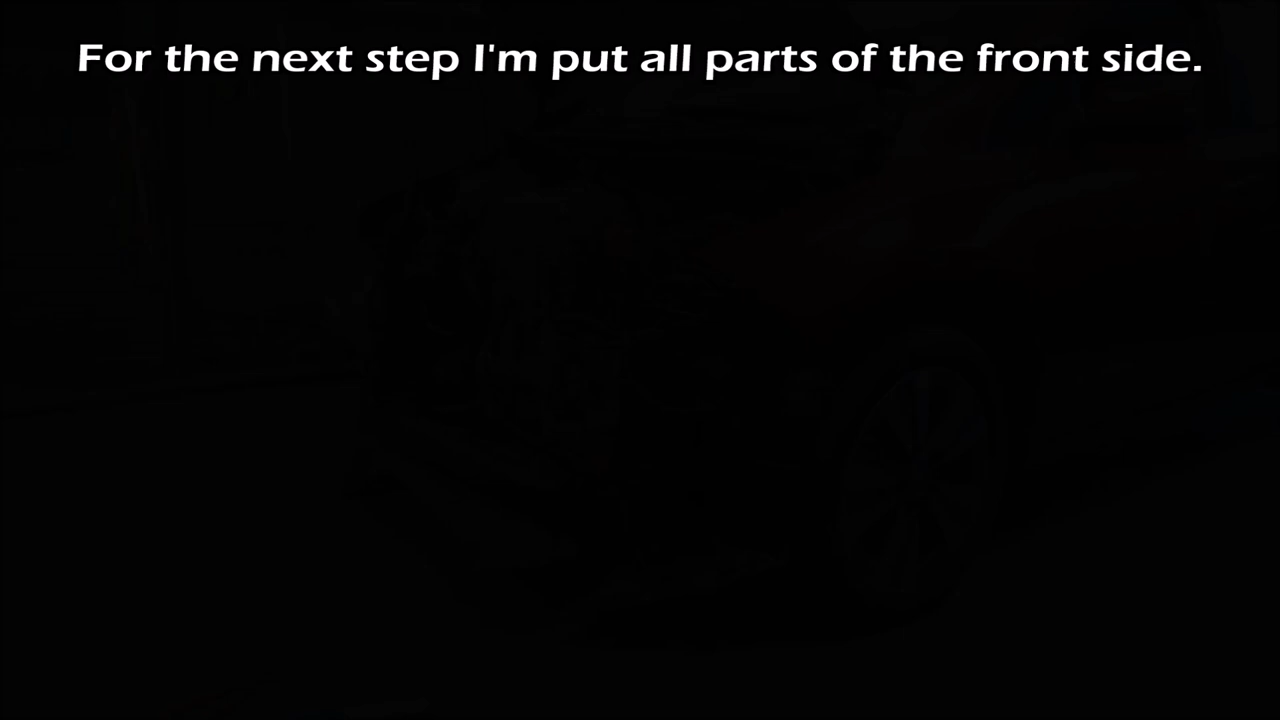 For the next step I'm put all parts of the front side.